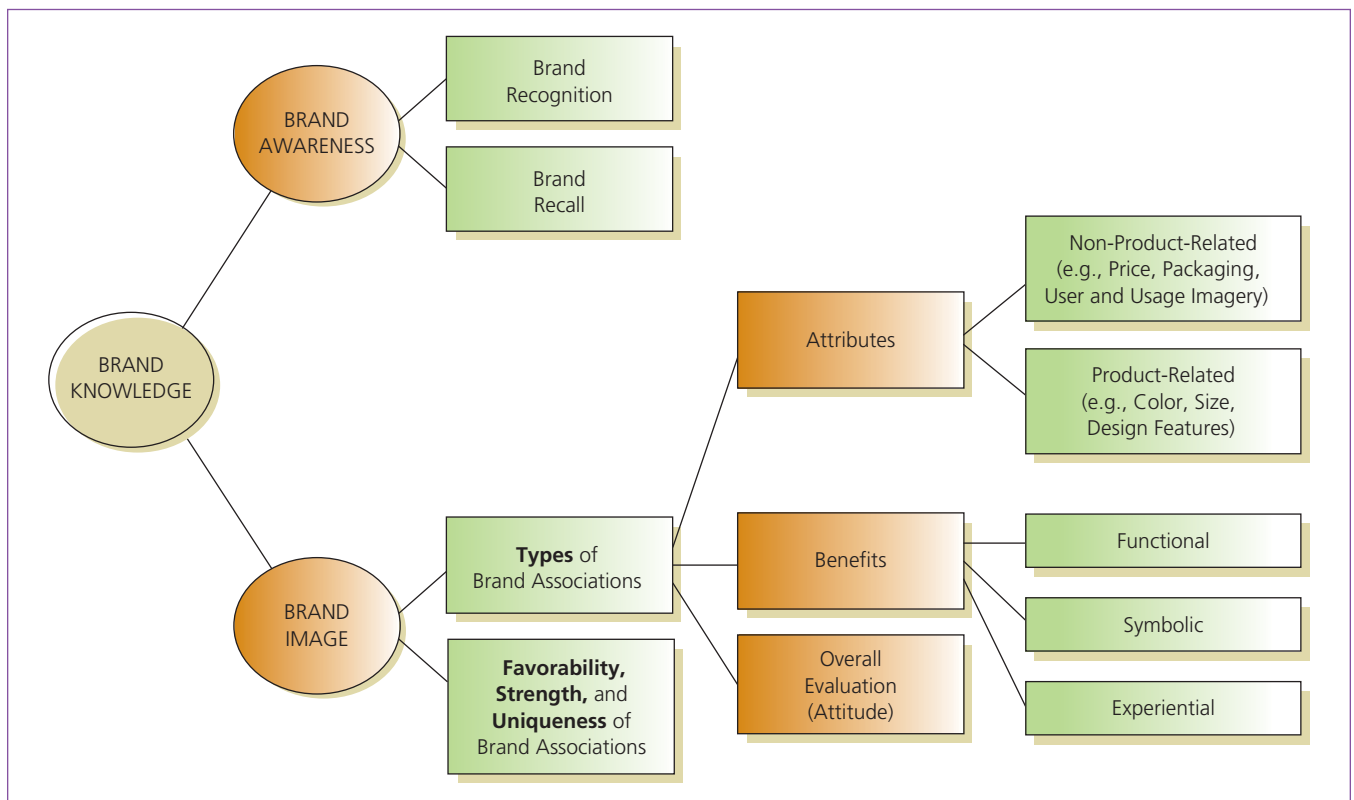 BRAND
KNOWLEDGE
BRAND
AWARENESS
Brand
Recognition
Brand
Recall
BRAND
IMAGE
Types of
Brand Associations
Favorability,
Strength, and
Uniqueness of
Brand Associations
Attributes
Non-Product-Related
(e.g., Price, Packaging,
User and Usage Imagery)
Product-Related
(e.g., Color, Size,
Design Features)
Benefits
Functional
Symbolic
Experiential
Overall
Evaluation
(Attitude)